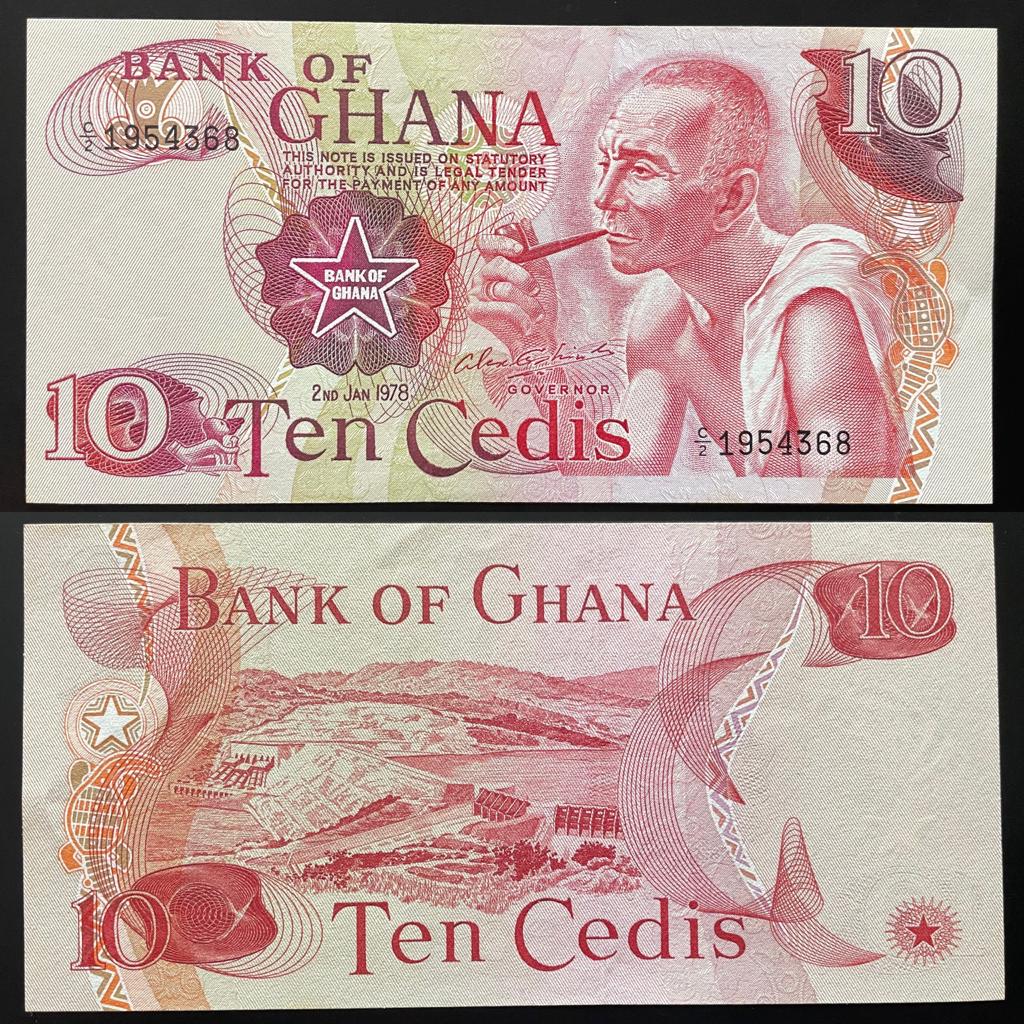 BANK OF
GHANA
10
C/2 1954368
THIS NOTE IS ISSUED ON STATUTORY
AUTHORITY AND IS LEGAL TENDER
FOR THE PAYMENT OF ANY AMOUNT
BANK OF
GHANA
GOVERNOR
2ND JAN 1978
10
Ten Cedis
C/2 1954368
BANK OF GHANA
10
10
Ten Cedis